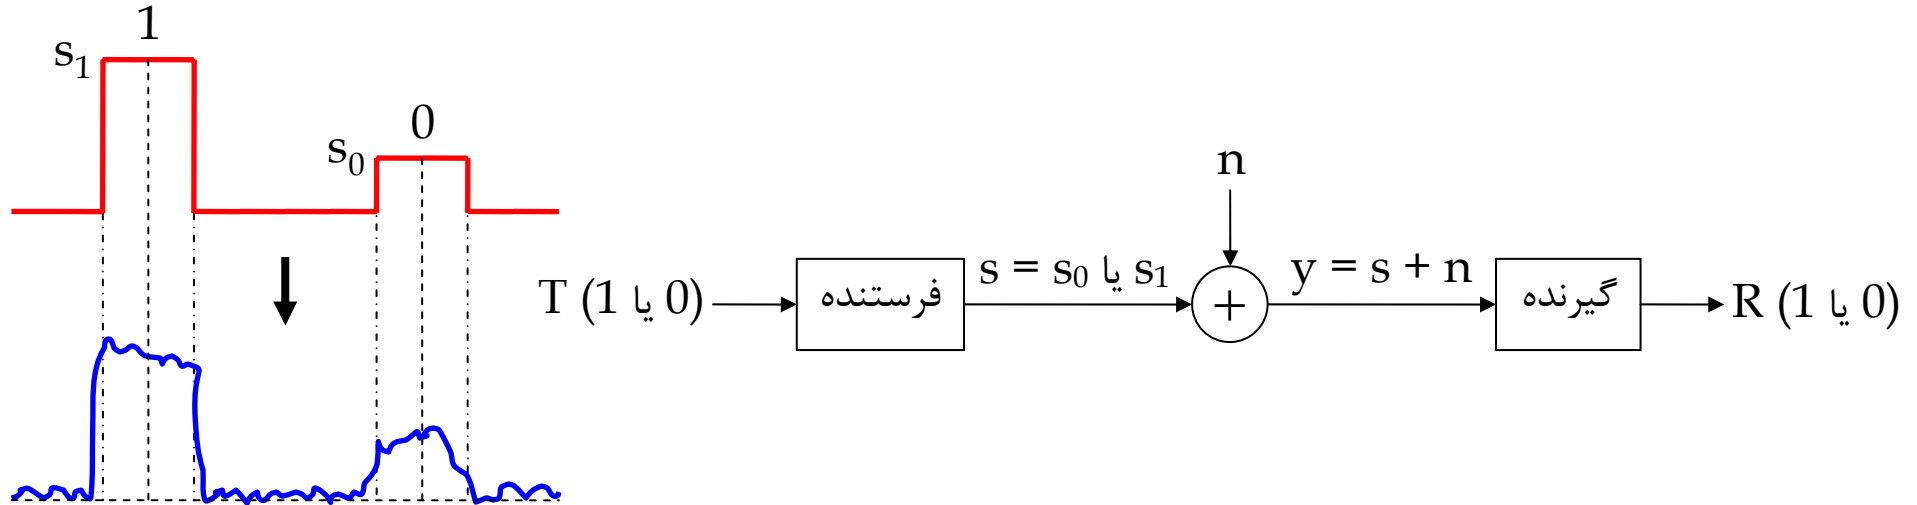 1
s₁
0
s₀
n
T (1 یا 0)
فرستنده
s = s₀ یا s₁
+
y = s + n
گیرنده
R (1 یا 0)